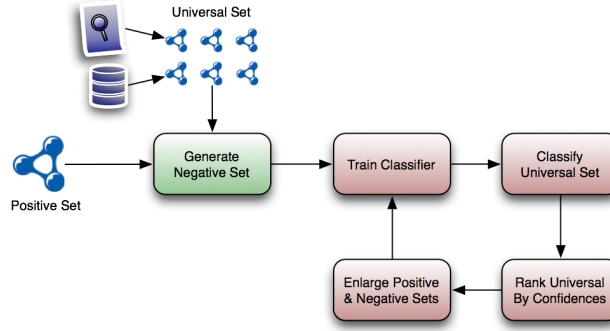 Universal Set
Generate
Negative Set
Train Classifier
Classify
Universal Set
Positive Set
Enlarge Positive
& Negative Sets
Rank Universal
By Confidences